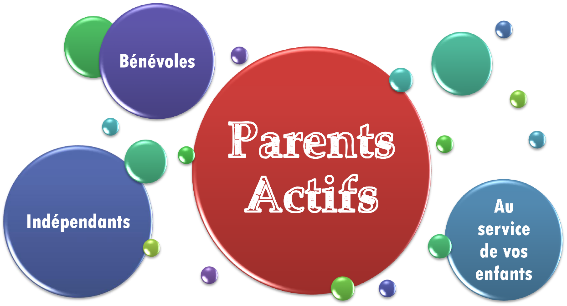 Bénévoles
Parents
Actifs
Indépendants
Au
service
de vos
enfants